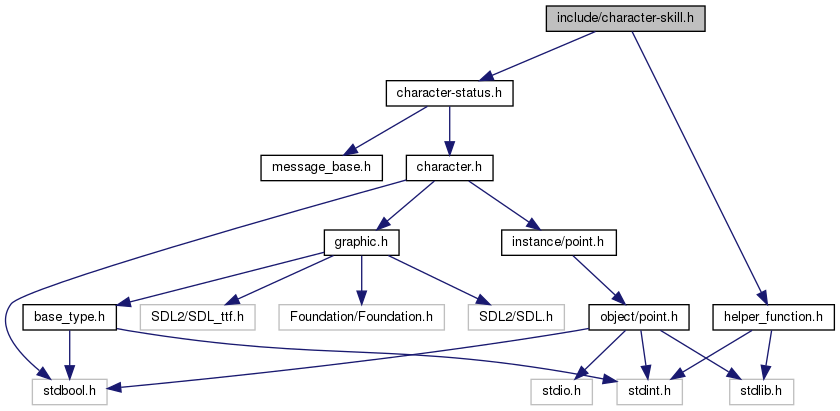 include/character-skill.h
character-status.h
message_base.h
character.h
graphic.h
instance/point.h
base_type.h
SDL2/SDL_ttf.h
Foundation/Foundation.h
SDL2/SDL.h
object/point.h
helper_function.h
stdbool.h
stdio.h
stdint.h
stdlib.h